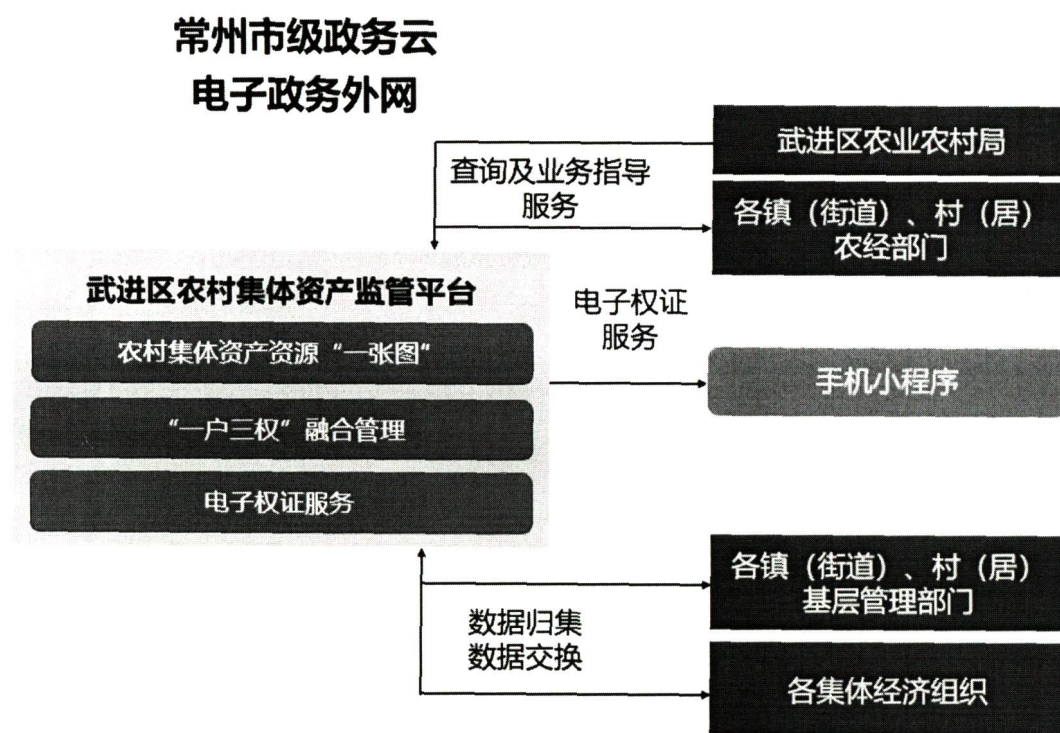 常州市级政务云
电子政务外网
武进区农业农村局
查询及业务指导
服务
各镇（街道）、村（居）
农经部门
武进区农村集体资产监管平台
农村集体资产资源“一张图“
“一户三权“融合管理
电子权证服务
电子权证
服务
手机小程序
各镇（街道）、村（居）
基层管理部门
数据归集
数据交换
各集体经济组织